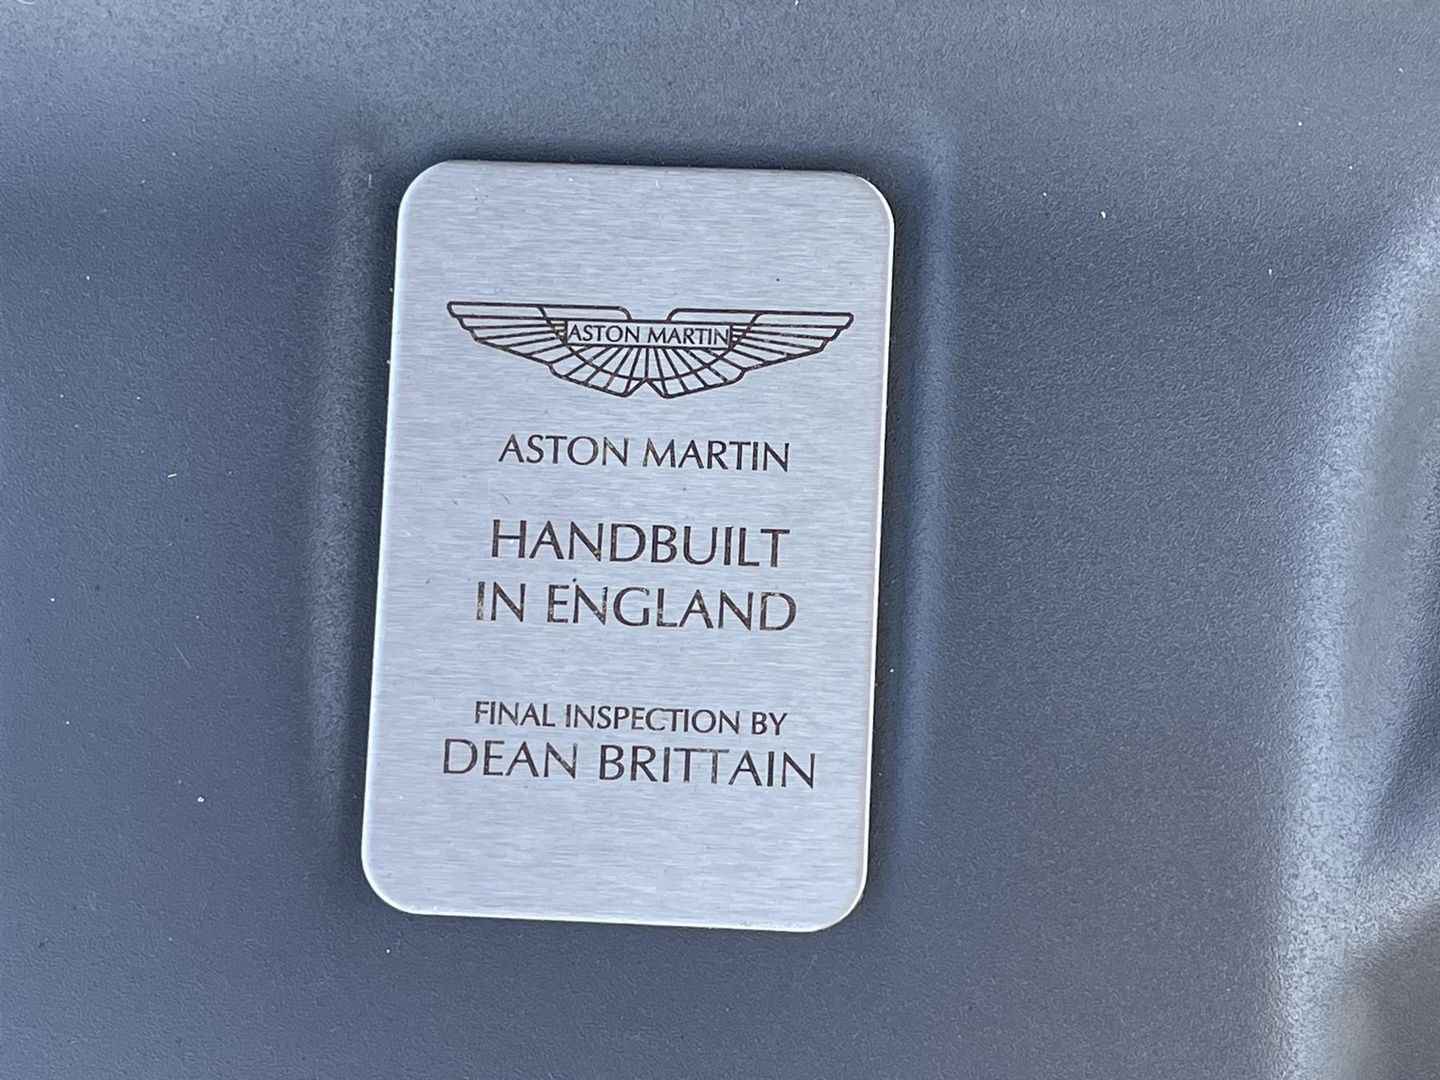 ASTON MARTIN
ASTON MARTIN
HANDBUILT
IN ENGLAND
FINAL INSPECTION BY
DEAN BRITTAIN